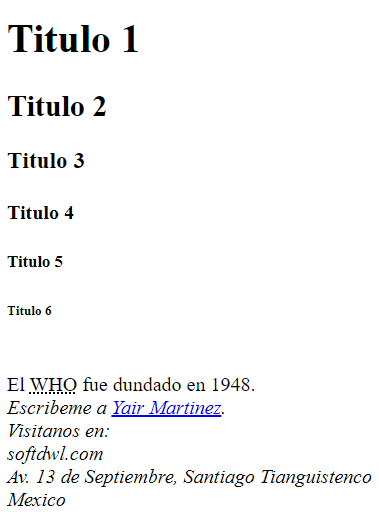 Titulo 1
Titulo 2
Titulo 3
Titulo 4
Titulo 5
Titulo 6
El WHO fue dundado en 1948.
Escribeme a Yair Martinez.
Visitanos en:
softdwl.com
Av. 13 de Septiembre, Santiago Tianguistenco
Mexico